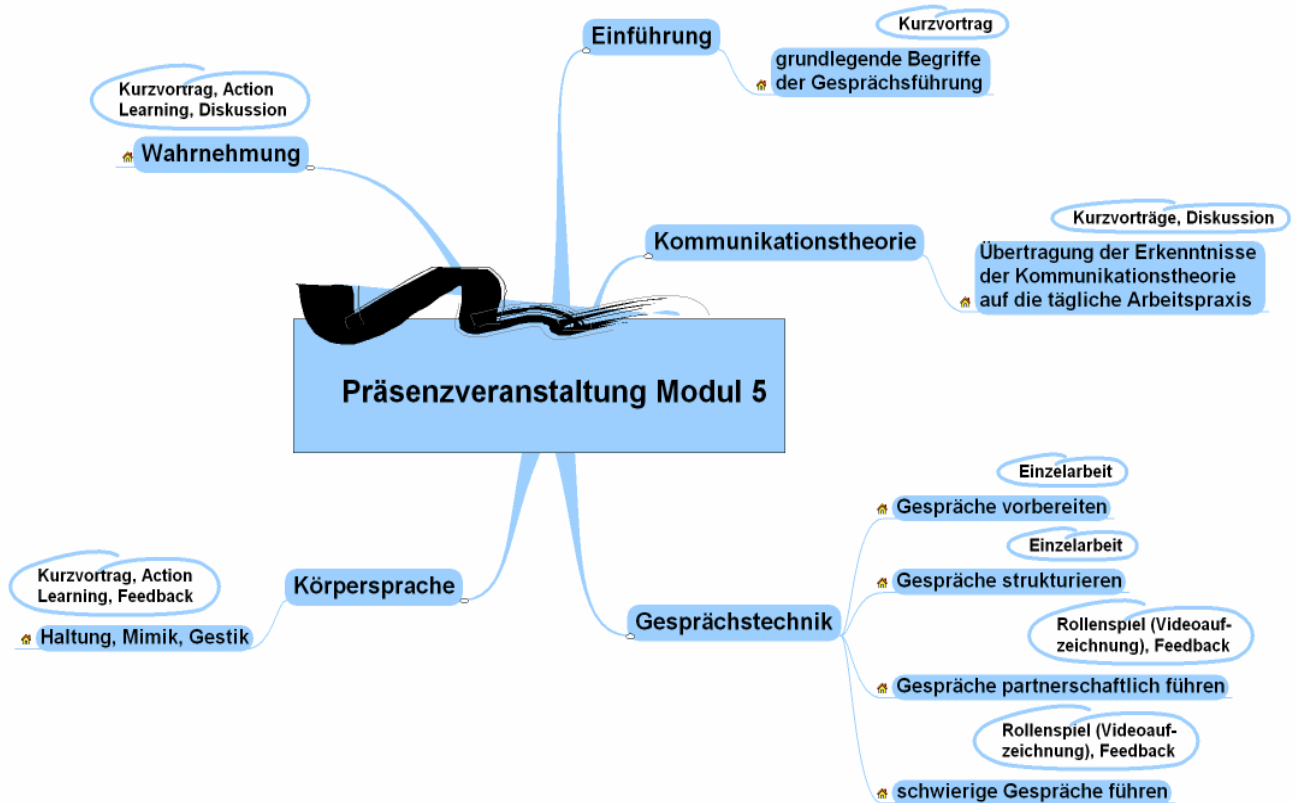 Präsenzveranstaltung Modul 5
Einführung
Kurzvortrag
grundlegende Begriffe
der Gesprächsführung
Kommunikationstheorie
Kurzvorträge, Diskussion
Übertragung der Erkenntnisse
der Kommunikationstheorie
auf die tägliche Arbeitspraxis
Gesprächstechnik
Einzelarbeit
Gespräche vorbereiten
Einzelarbeit
Gespräche strukturieren
Rollenspiel (Videoauf-
zeichnung), Feedback
Gespräche partnerschaftlich führen
Rollenspiel (Videoauf-
zeichnung), Feedback
schwierige Gespräche führen
Körpersprache
Kurzvortrag, Action
Learning, Feedback
Haltung, Mimik, Gestik
Kurzvortrag, Action
Learning, Diskussion
Wahrnehmung